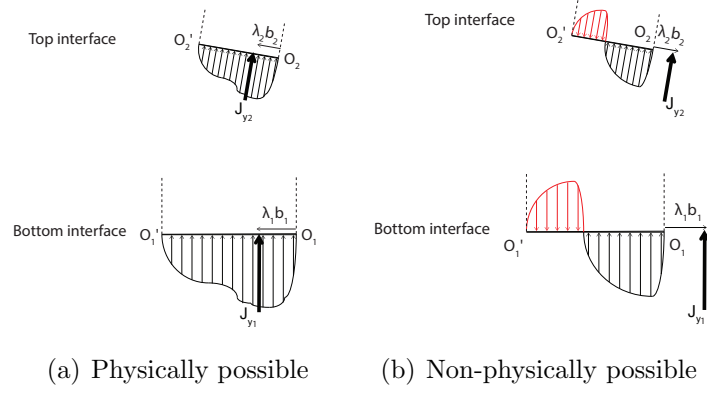 Top interface
O2'
λ2b2
O2
Jy2
Bottom interface
O1'
λ1b1
O1
Jy1
(a) Physically possible
Top interface
O2'
O2
λ2b2
Jy2
Bottom interface
O1'
λ1b1
O1
Jy1
(b) Non-physically possible